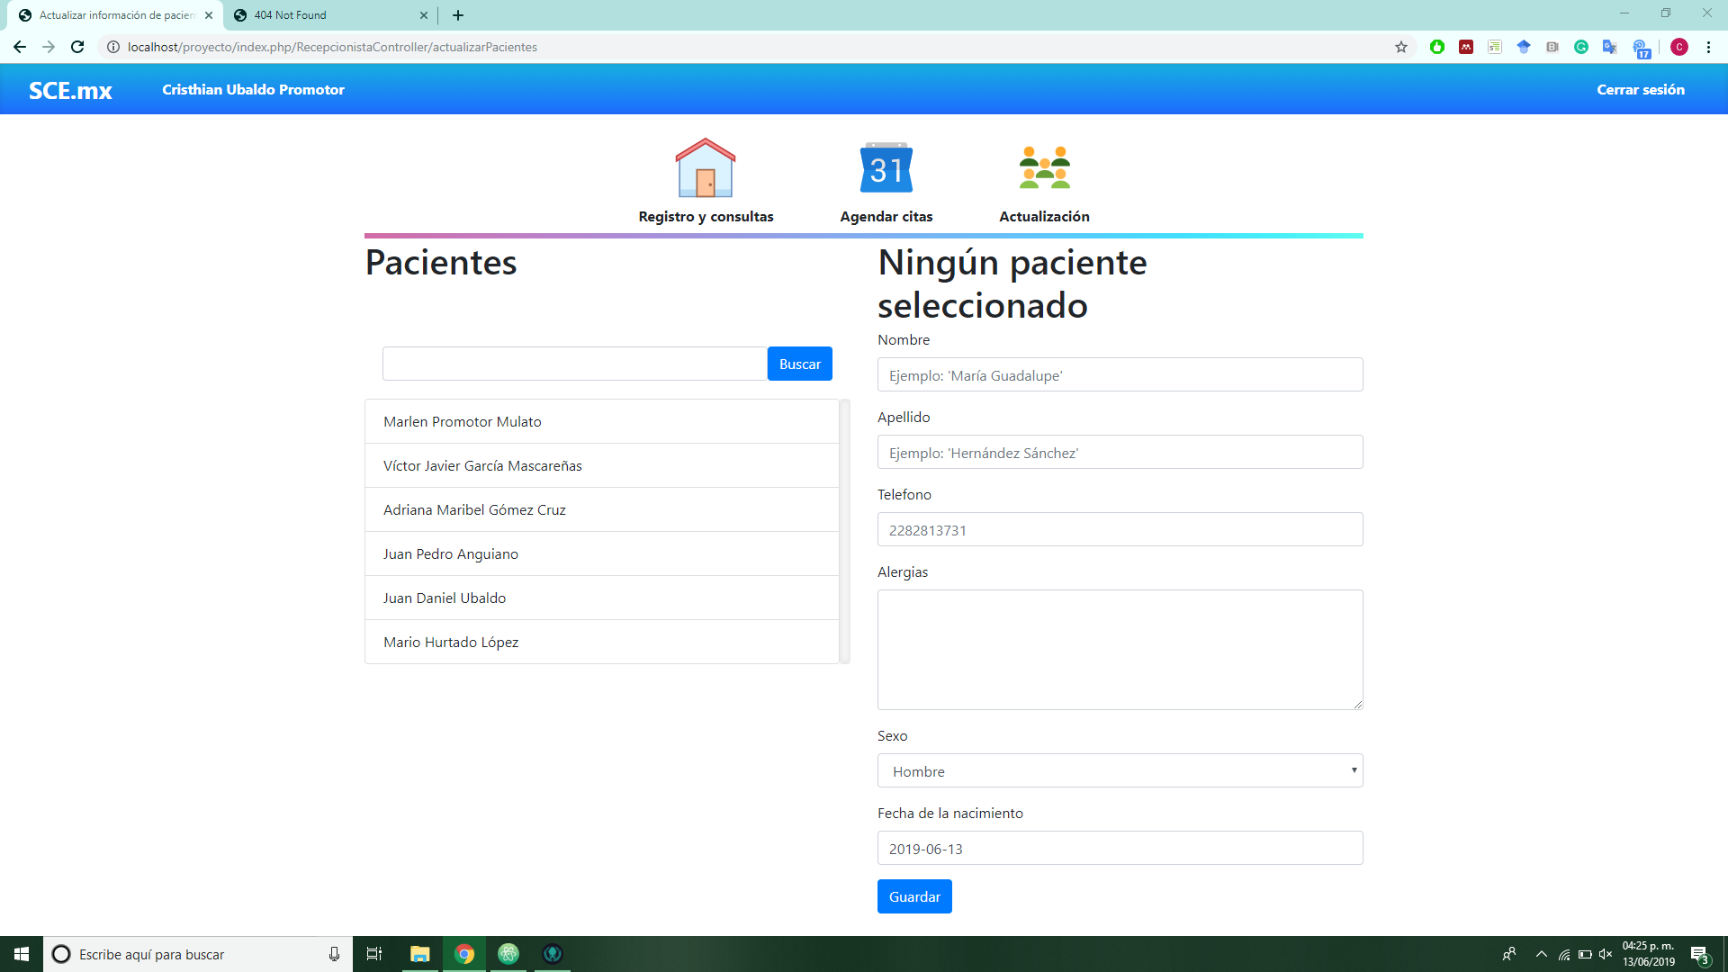 Actualizar información de pacien
404 Not Found
localhost/proyecto/index.php/RecepcionistaController/actualizarPacientes
17
C
SCE.mx
Cristhian Ubaldo Promotor
Cerrar sesión
31
Registro y consultas
Agendar citas
Actualización
Pacientes
Ningún paciente
seleccionado
Buscar
Marlen Promotor Mulato
Víctor Javier García Mascareñas
Adriana Maribel Gómez Cruz
Juan Pedro Anguiano
Juan Daniel Ubaldo
Mario Hurtado López
Nombre
Ejemplo: 'María Guadalupe'
Apellido
Ejemplo: 'Hernández Sánchez'
Telefono
2282813731
Alergias
Sexo
Hombre
Fecha de la nacimiento
2019-06-13
Guardar
Escribe aquí para buscar
04:25 p. m.
13/06/2019
3